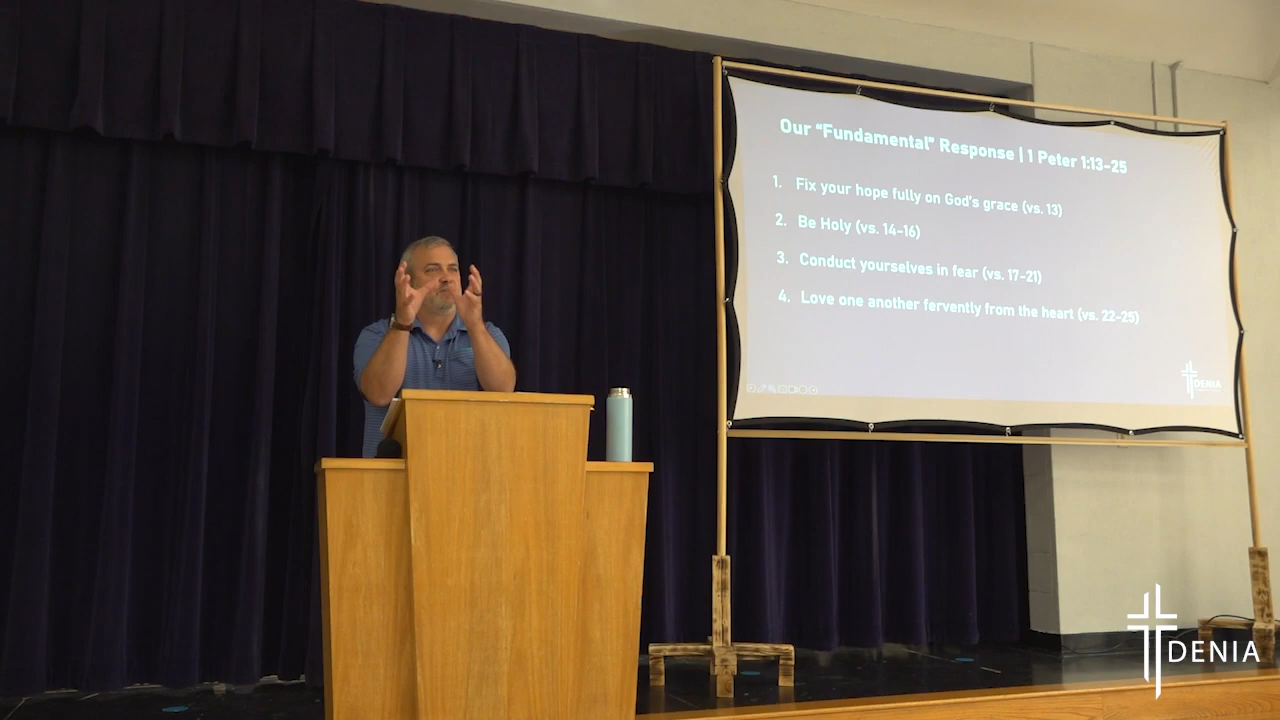 Our “Fundamental” Response | 1 Peter 1:13-25
1. Fix your hope fully on God's grace (vs. 13)
2. Be Holy (vs. 14-16)
3. Conduct yourselves in fear (vs. 17-21)
4. Love one another fervently from the heart (vs. 22-25)
DENIA
DENIA